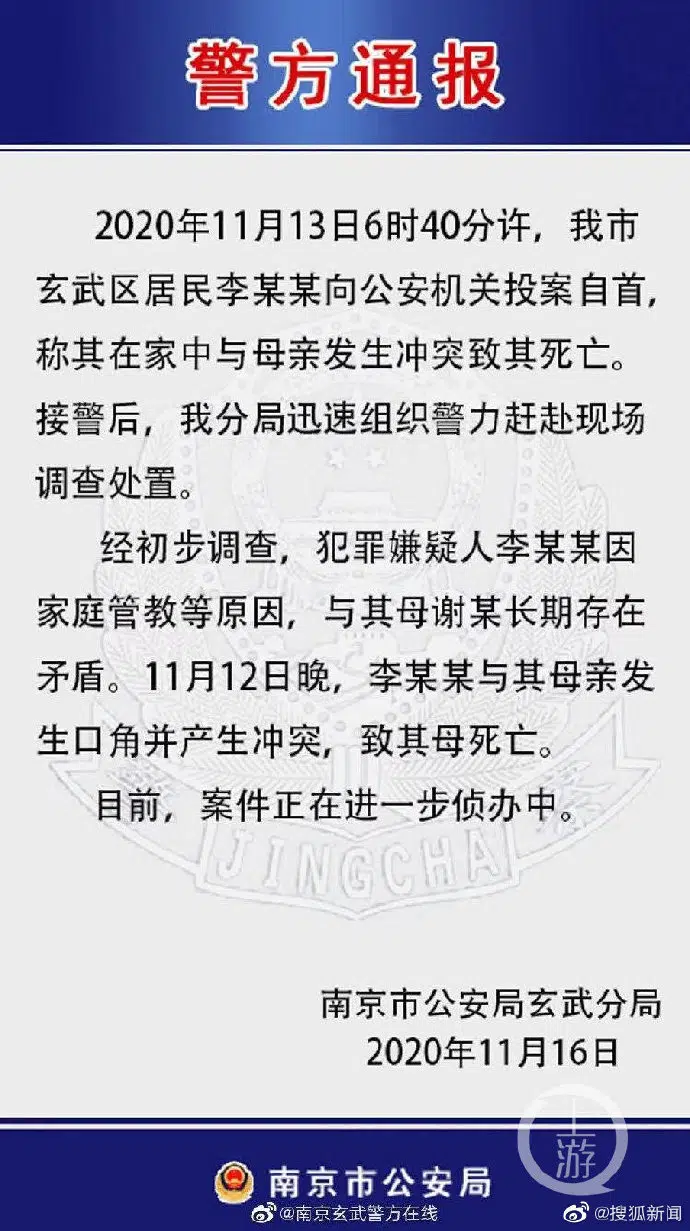 警方通报
2020年11月13日6时40分许，我市
玄武区居民李某某向公安机关投案自首，
称其在家中与母亲发生冲突致其死亡。
接警后，我分局迅速组织警力赶赴现场
调查处置。
经初步调查，犯罪嫌疑人李某某因
家庭管教等原因，与其母谢某长期存在
矛盾。11月12日晚，李某某与其母亲发
生口角并产生冲突，致其母死亡。
目前，案件正在进一步侦办中。
警察
JINGCHA
南京市公安局玄武分局
2020年11月16日
上游
南京市公安局
@南京玄武警方在线
@搜狐新闻